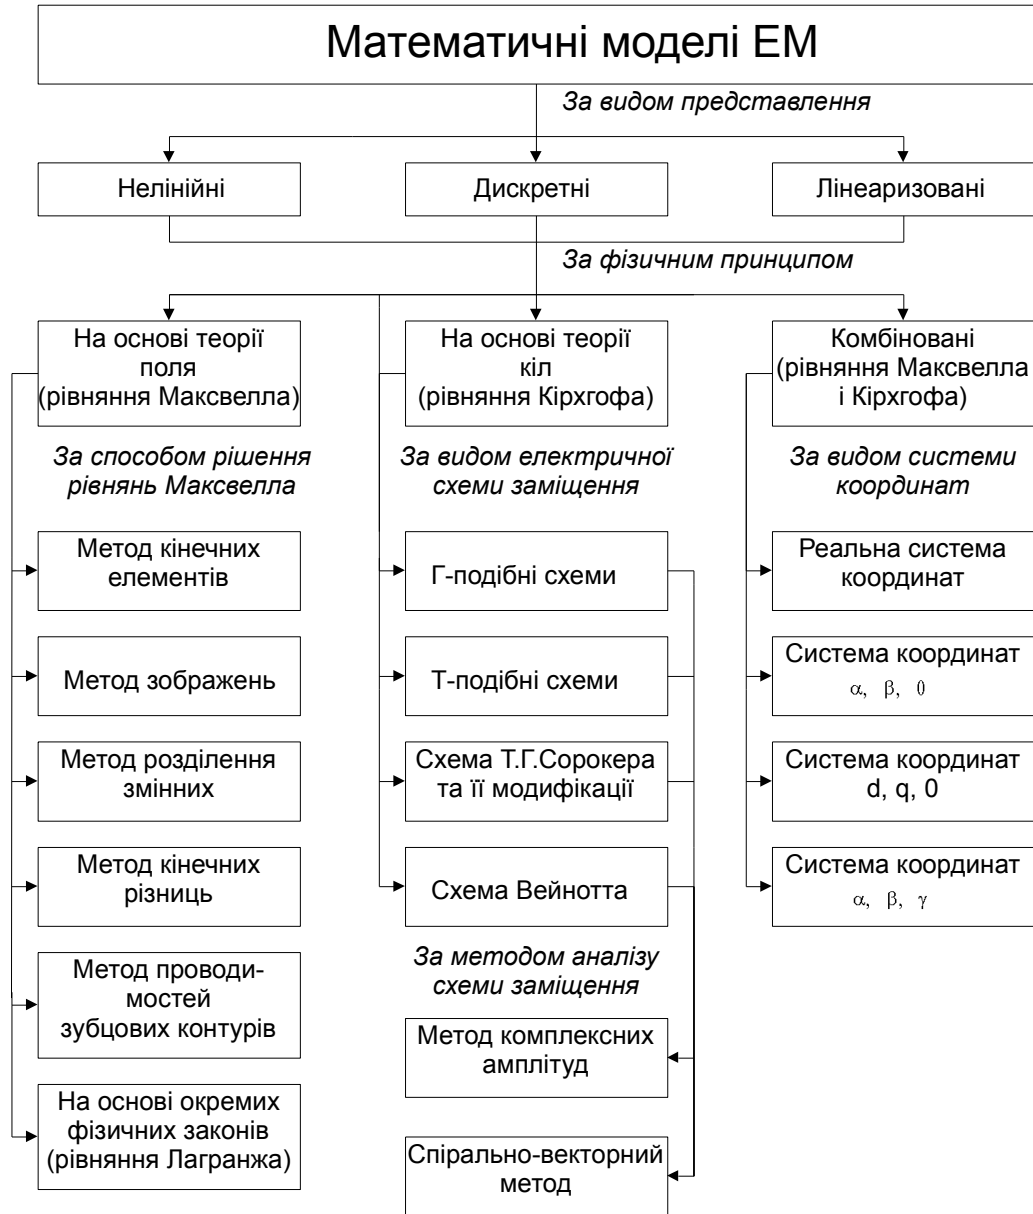 Математичні моделі ЕМ
За видом представлення
Нелінійні
Дискретні
Лінеаризовані
За фізичним принципом
На основі теорії
поля
(рівняння Максвелла)
На основі теорії
кіл
(рівняння Кірхгофа)
Комбіновані
(рівняння Максвелла
і Кірхгофа)
За способом рішення
рівнянь Максвелла
За видом електричної
схеми заміщення
За видом системи
координат
Метод кінечних
елементів
Г-подібні схеми
Реальна система
координат
Метод зображень
Т-подібні схеми
Система координат
α, β, 0
Метод розділення
змінних
Схема Т.Г.Сорокера
та її модифікації
Система координат
d, q, 0
Метод кінечних
різниць
Схема Вейнотта
Система координат
α, β, γ
Метод проводи-
мостей
зубцових контурів
За методом аналізу
схеми заміщення
Метод комплексних
амплітуд
На основі окремих
фізичних законів
(рівняння Лагранжа)
Спірально-векторний
метод